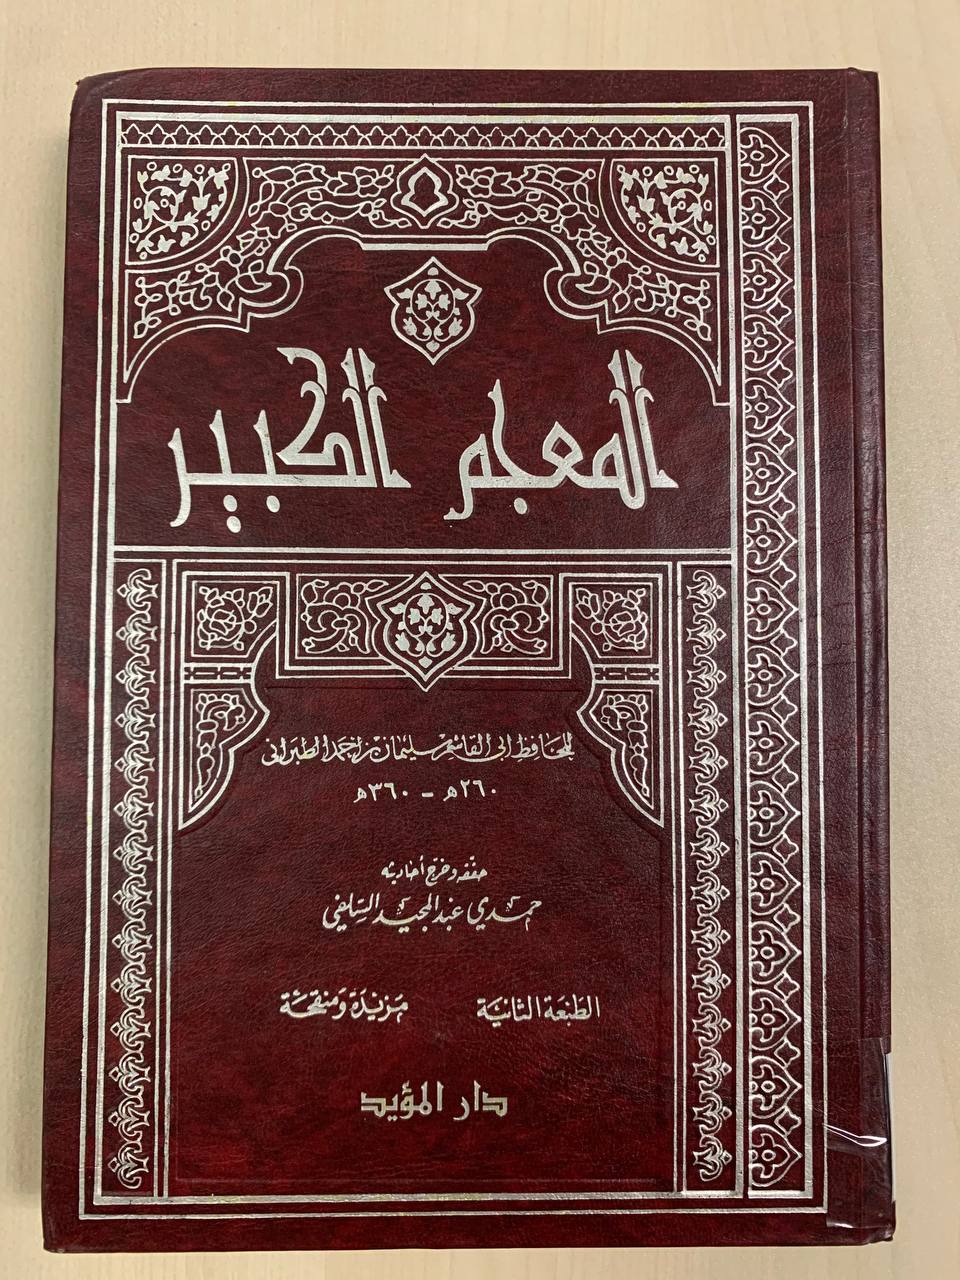 المعجم الكبير
للحافظ ابي القاسم سليمان بن احمد الطبراني
٢٦٠هـ - ٣٦٠هـ
حققه وخرج أحاديثه
حمدي عبد المجيد السلفي
الطبعة الثانية مزيدة ومنقحة
دار المؤيد